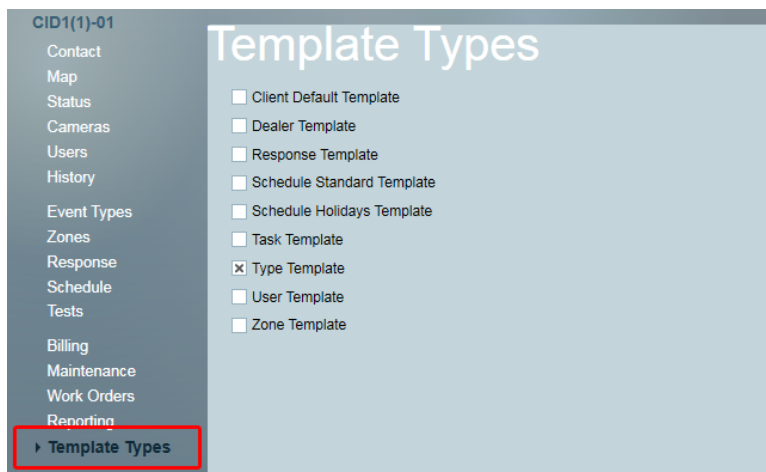 CID1(1)-01
Contact
Map
Status
Cameras
Users
History
Event Types
Zones
Response
Schedule
Tests
Billing
Maintenance
Work Orders
Reporting
Template Types
Template Types
Client Default Template
Dealer Template
Response Template
Schedule Standard Template
Schedule Holidays Template
Task Template
Type Template
User Template
Zone Template